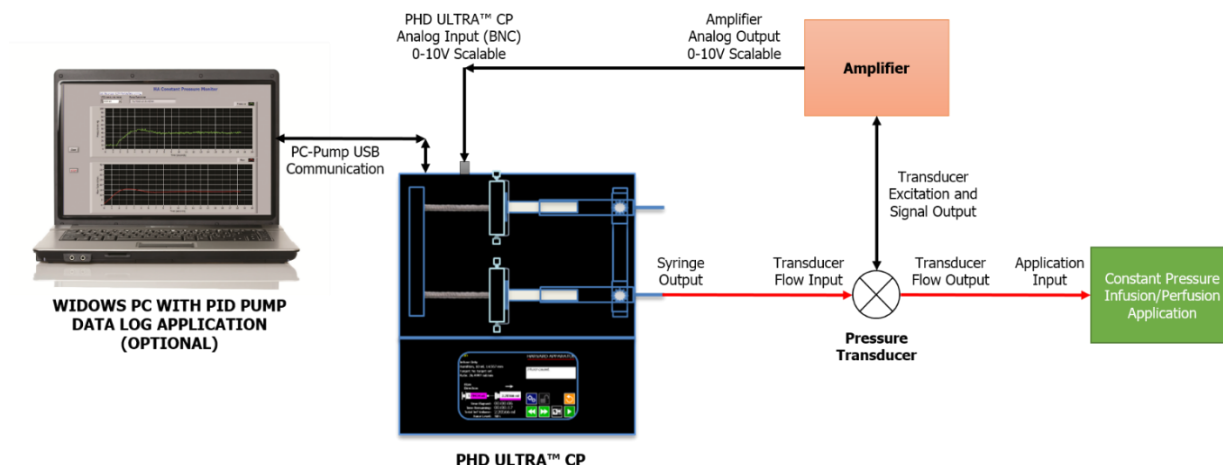 PHD ULTRA™ CP
Analog Input (BNC)
0-10V Scalable
Amplifier
Analog Output
0-10V Scalable
Amplifier
PC-Pump USB
Communication
Transducer
Excitation and
Signal Output
Syringe
Output
Transducer
Flow Input
Transducer
Flow Output
Application
Input
Constant Pressure
Infusion/Perfusion
Application
Pressure
Transducer
WIDOWS PC WITH PID PUMP
DATA LOG APPLICATION
(OPTIONAL)
PHD ULTRA™ CP